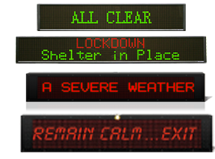 ALL CLEAR
LOCKDOWN
Shelter in Place
A SEVERE WEATHER
REMAIN CALM...EXIT